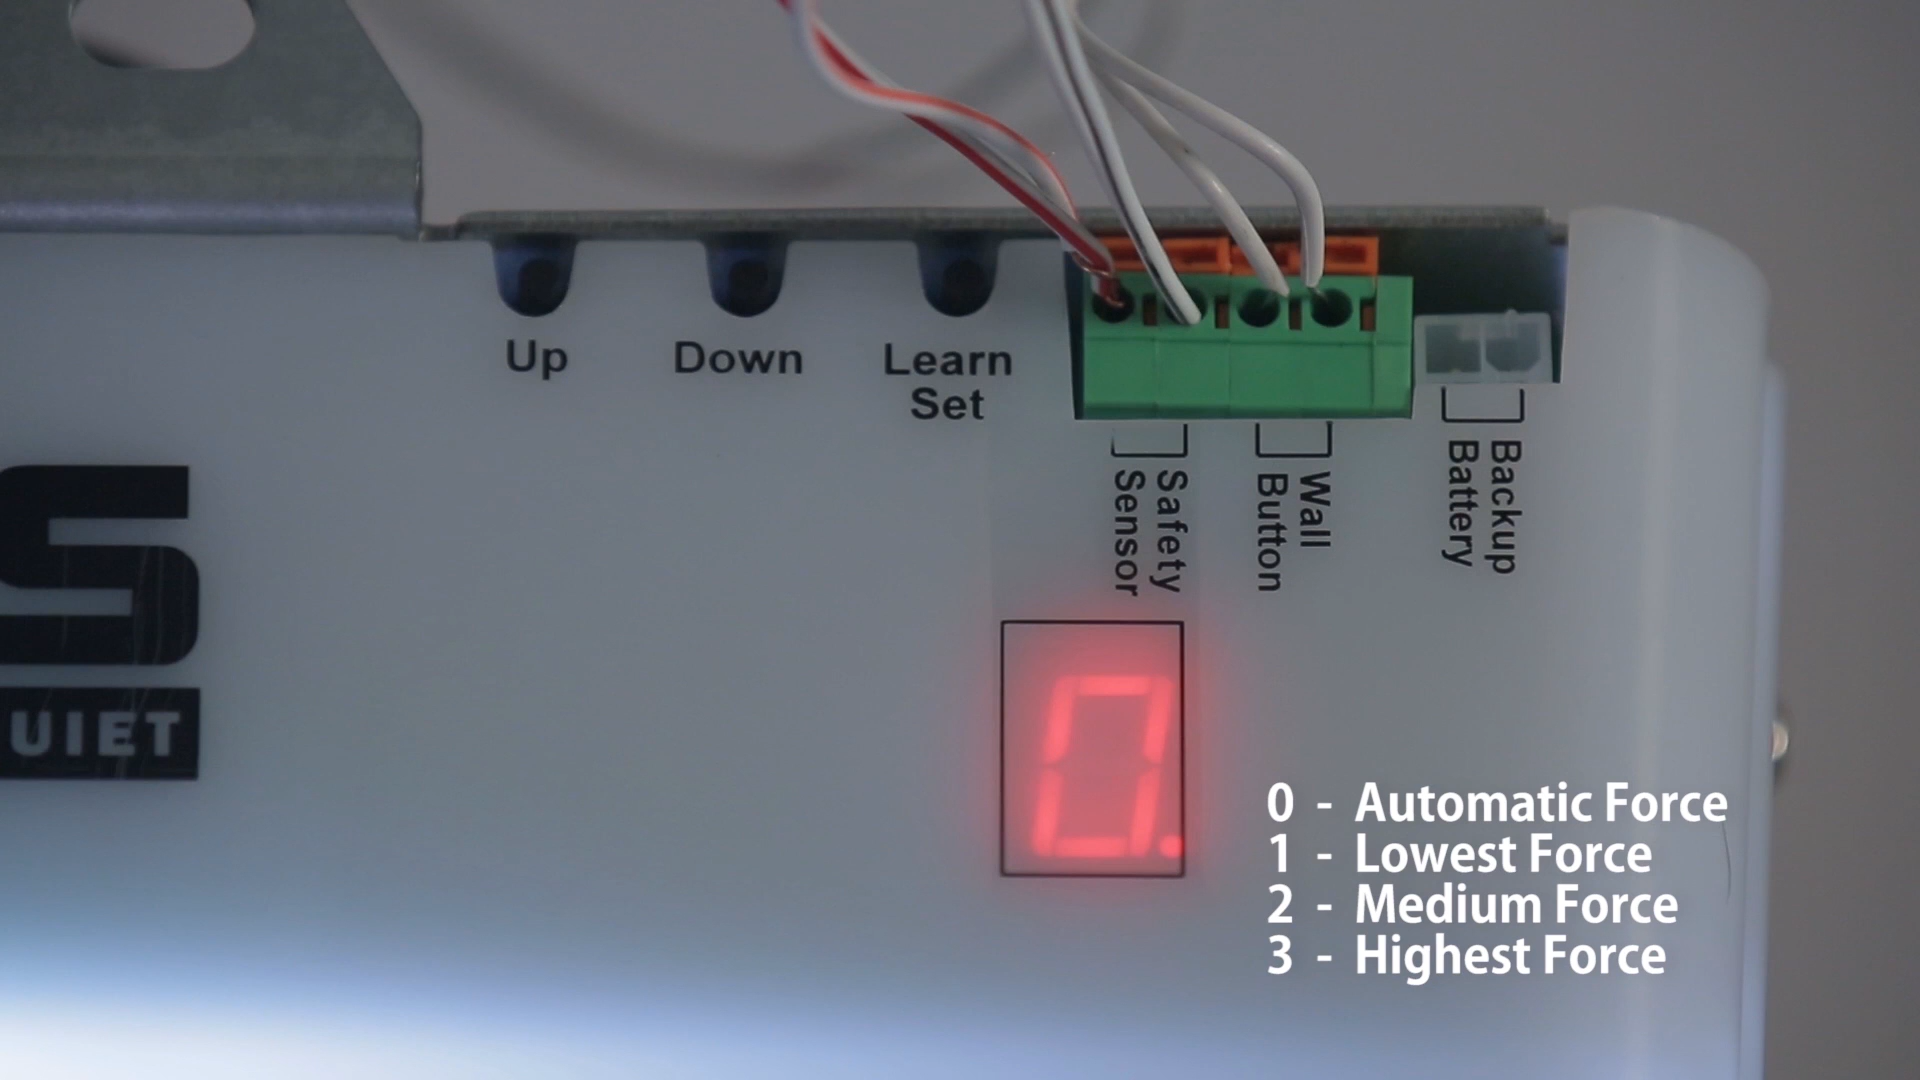 Up
Down
Learn
Set
Safety
Sensor
Wall
Button
Backup
Battery
S
UIET
0.
0 - Automatic Force
1 - Lowest Force
2 - Medium Force
3 - Highest Force